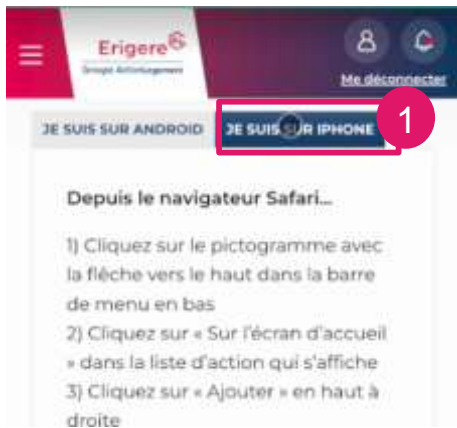 Erigere
Groupe ActionLogement
Me déconnecter
JE SUIS SUR ANDROID
JE SUIS SUR IPHONE
1
Depuis le navigateur Safari...
1) Cliquez sur le pictogramme avec
la flèche vers le haut dans la barre
de menu en bas
2) Cliquez sur « Sur l'écran d'accueil
» dans la liste d'action qui s'affiche
3) Cliquez sur « Ajouter » en haut à
droite